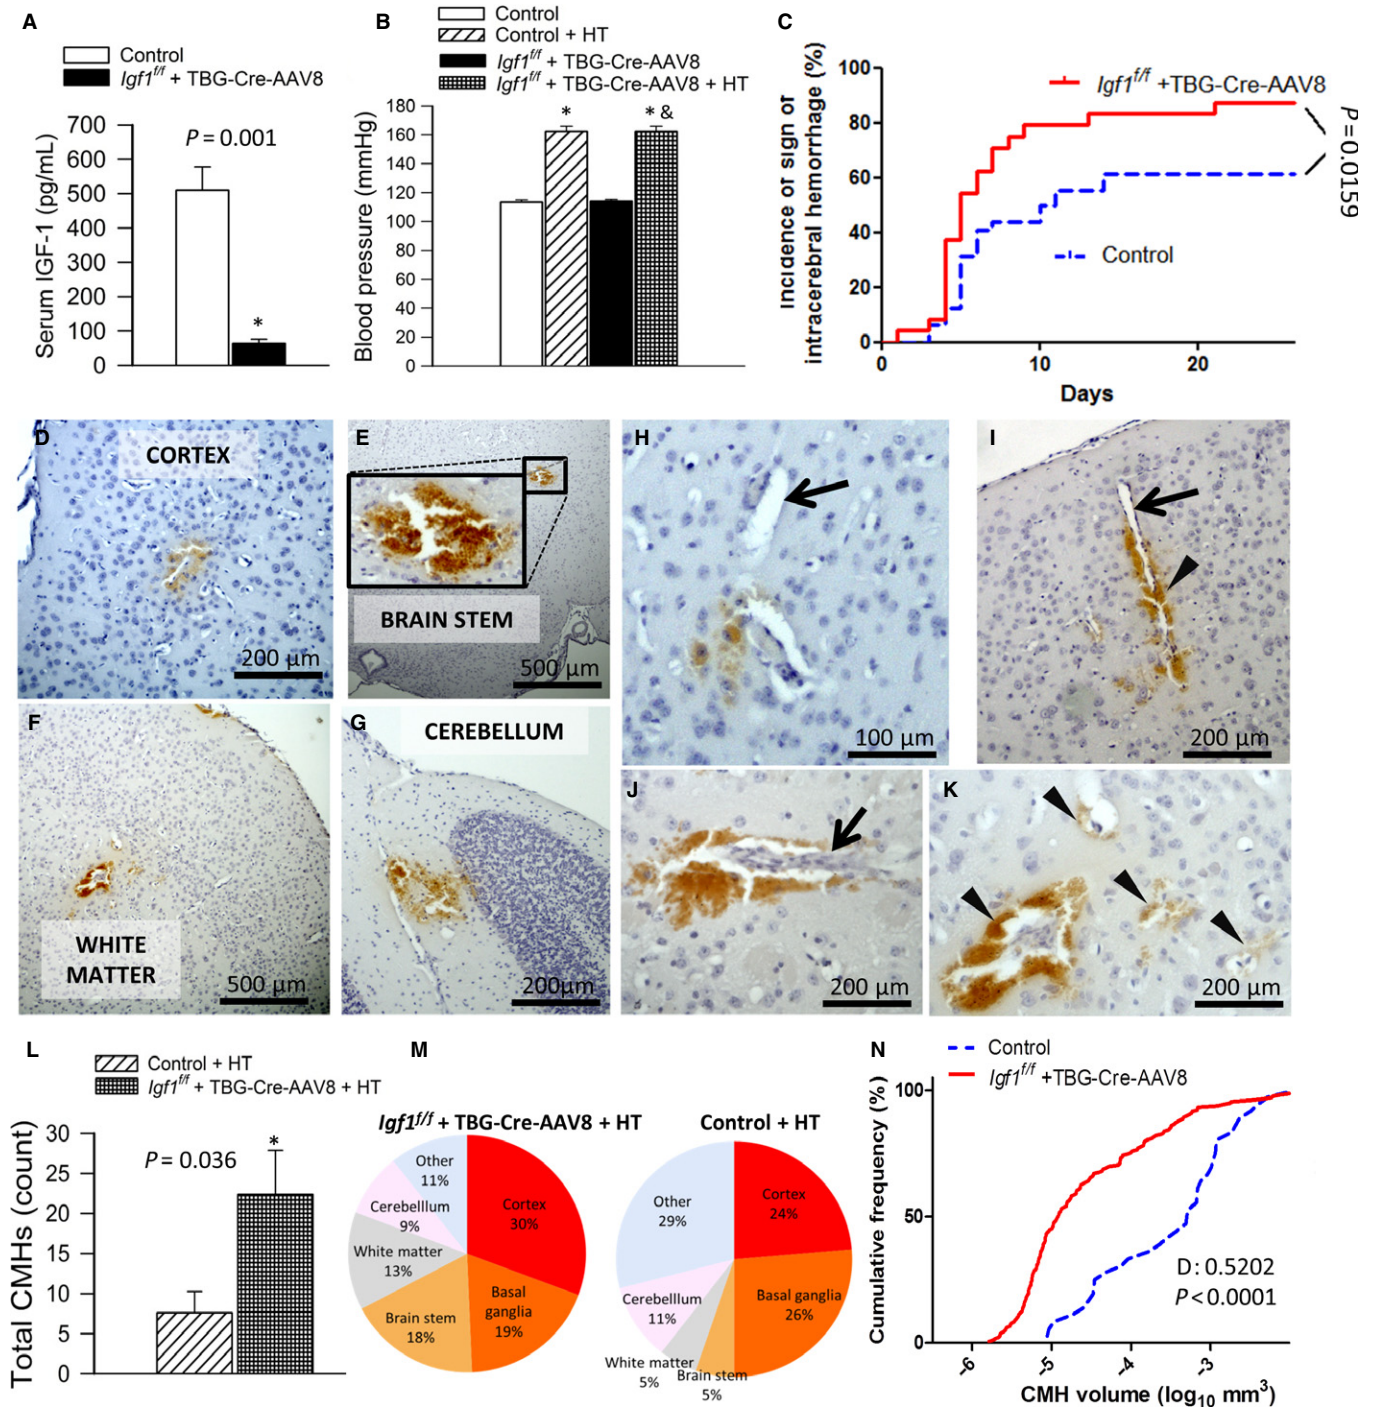 A
Control
Igf1f/f + TBG-Cre-AAV8
700
600
500
400
300
200
100
0
Serum IGF-1 (pg/mL)
P = 0.001
*
B
Control
Control + HT
Igf1f/f + TBG-Cre-AAV8
Igf1f/f + TBG-Cre-AAV8 + HT
180
160
140
120
100
80
60
40
20
0
Blood pressure (mmHg)
*
* &
C
Incidence of sign of
intracerebral hemorrhage (%)
100
80
60
40
20
0
0
10
20
Days
Igf1f/f +TBG-Cre-AAV8
Control
P = 0.0159
D
CORTEX
200 µm
E
BRAIN STEM
500 µm
F
WHITE
MATTER
500 µm
G
CEREBELLUM
200µm
H
100 µm
I
200 µm
J
200 µm
K
200 µm
L
Control + HT
Igf1f/f + TBG-Cre-AAV8 + HT
30
25
20
15
10
5
0
Total CMHs (count)
P = 0.036
*
M
Igf1f/f + TBG-Cre-AAV8 + HT
Other
11%
Cortex
30%
Cerebelllum
9%
White matter
13%
Basal
ganglia
19%
Brain stem
18%
Control + HT
Other
29%
Cortex
24%
Basal ganglia
26%
Cerebelllum
11%
White matter
5%
Brain stem
5%
N
Control
Igf1f/f +TBG-Cre-AAV8
Cumulative frequency (%)
100
50
0
D: 0.5202
P < 0.0001
-6
-5
-4
-3
CMH volume (log10 mm3)